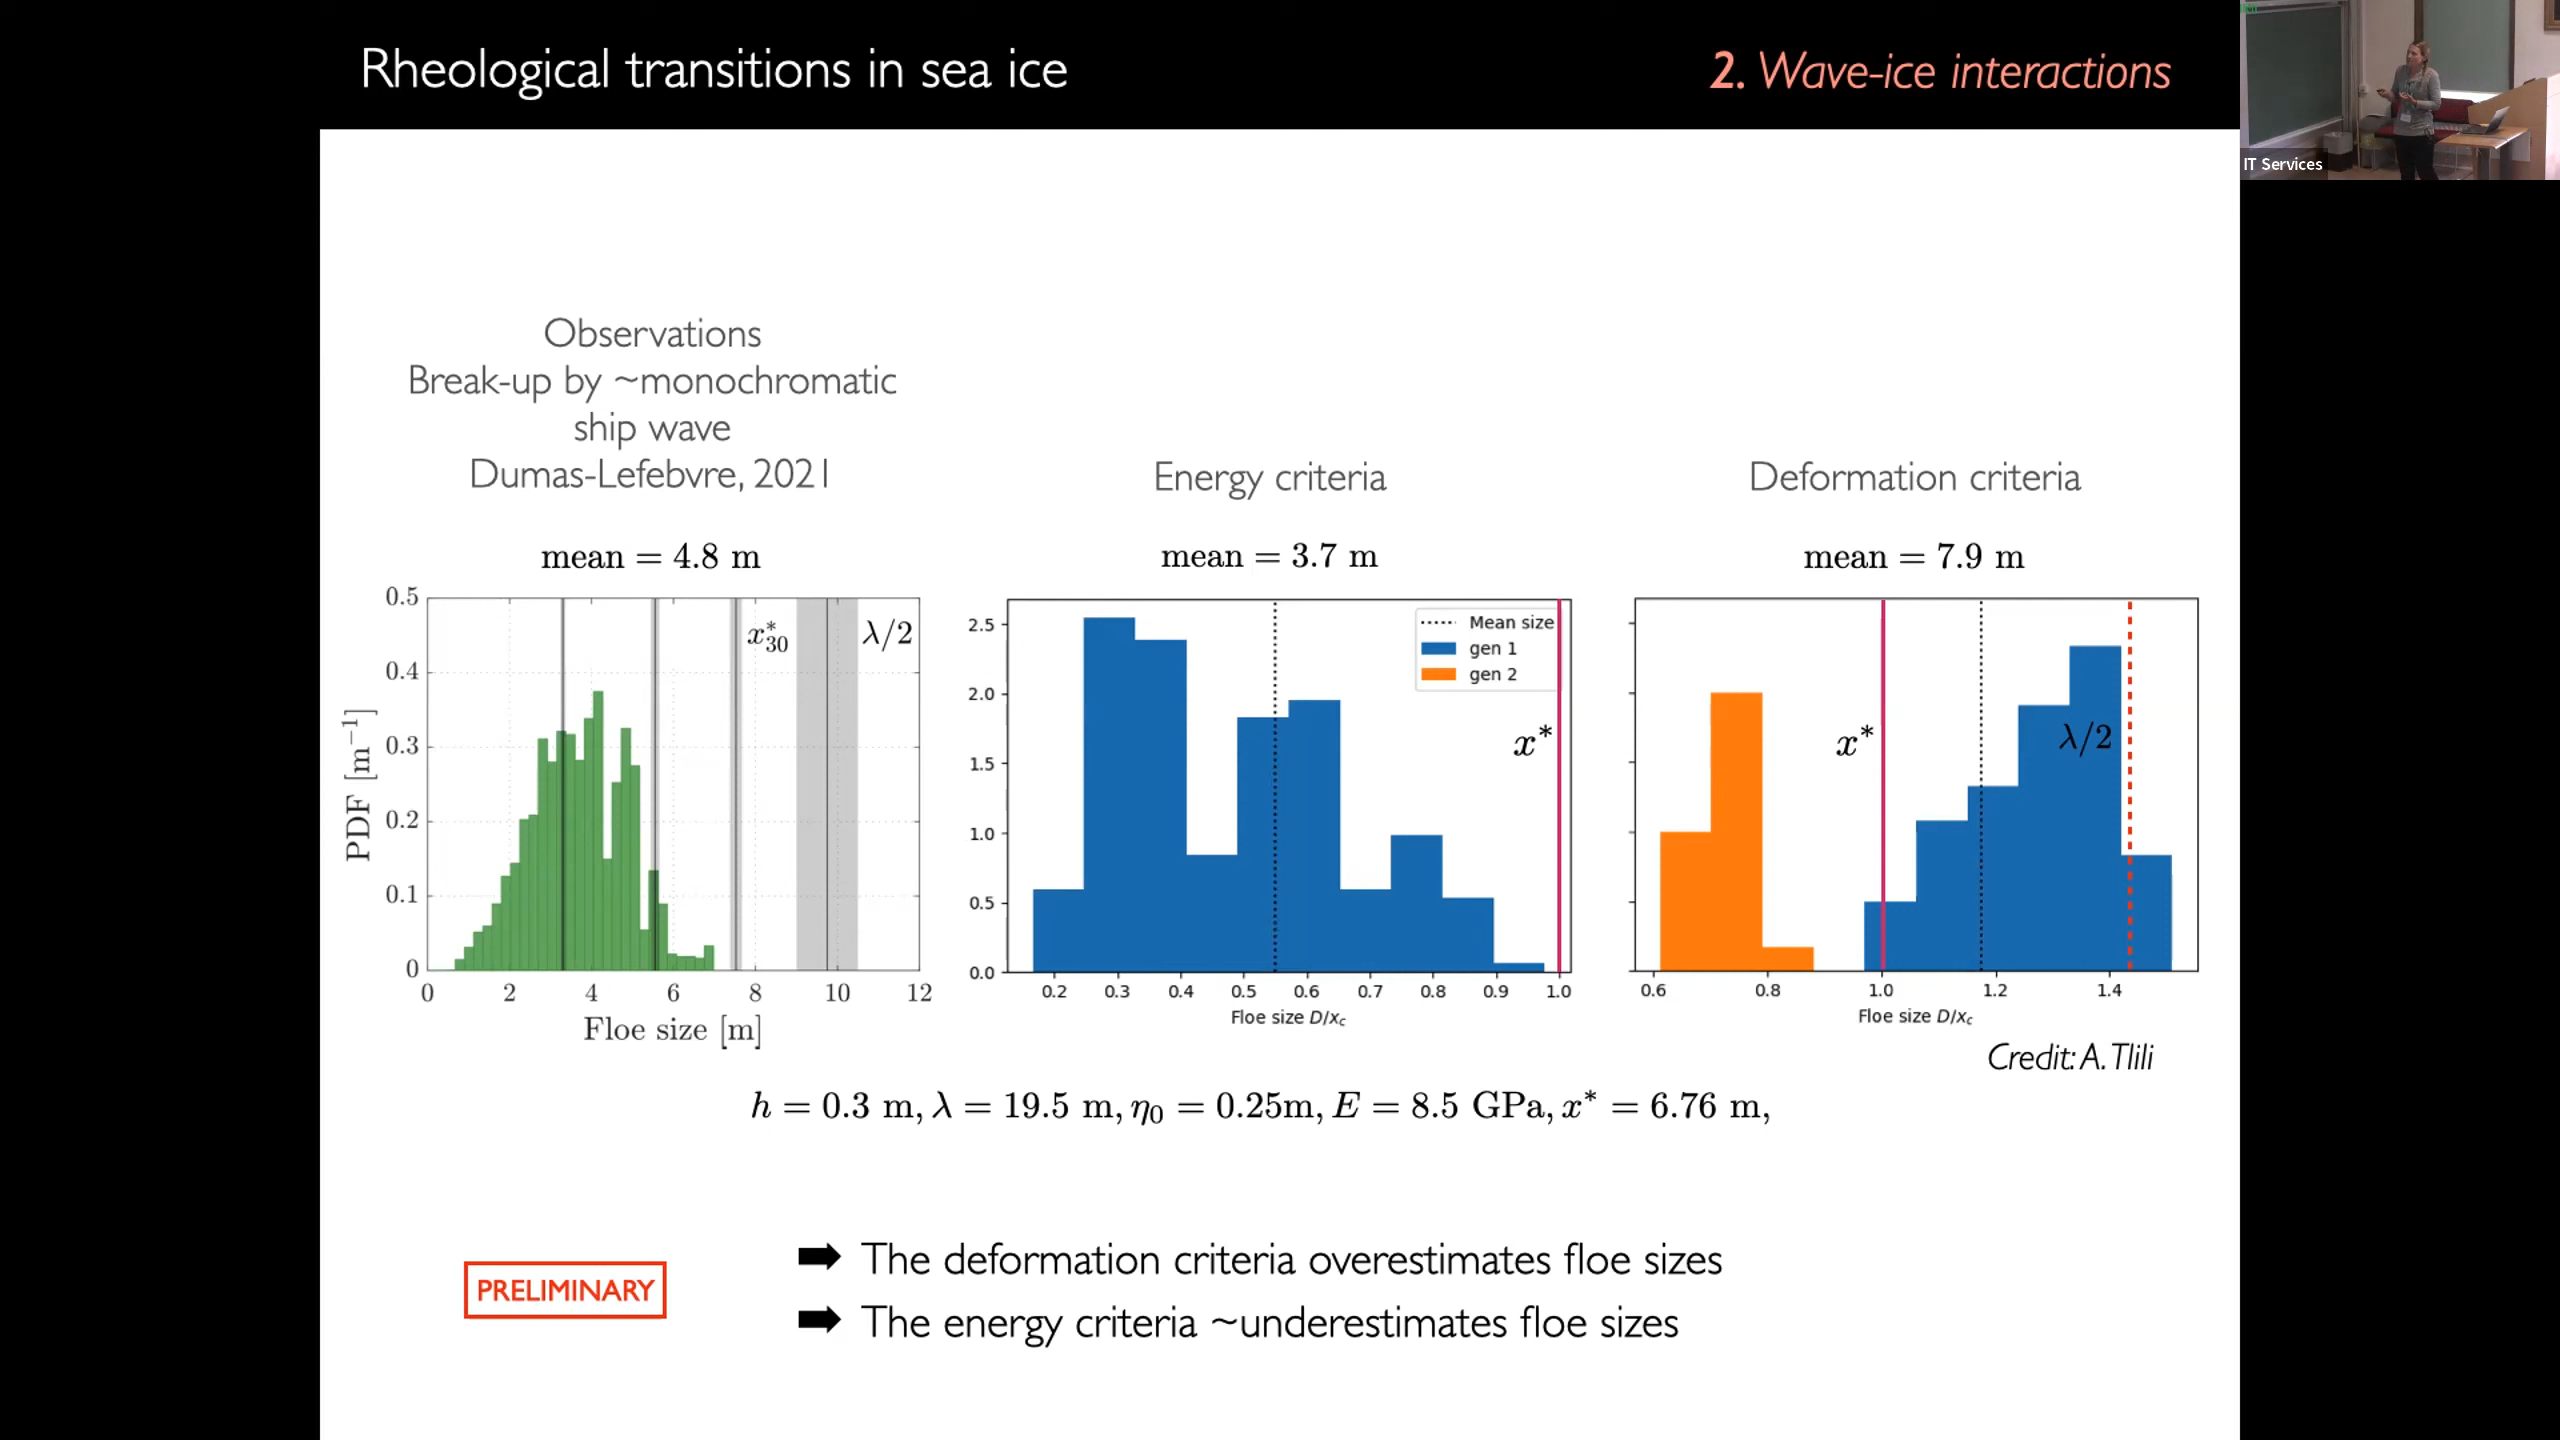 Rheological transitions in sea ice
2. Wave-ice interactions
IT Services
Observations
Break-up by ~monochromatic
ship wave
Dumas-Lefebvre, 2021
mean = 4.8 m
0.5
0.4
0.3
0.2
0.1
0
PDF [m⁻¹]
x*₃₀
λ/2
0 2 4 6 8 10 12
Floe size [m]
Energy criteria
mean = 3.7 m
2.5
2.0
1.5
1.0
0.5
0.0
Mean size
gen 1
gen 2
x*
0.2 0.3 0.4 0.5 0.6 0.7 0.8 0.9 1.0
Floe size D/x_c
Deformation criteria
mean = 7.9 m
x*
λ/2
0.6 0.8 1.0 1.2 1.4
Floe size D/x_c
Credit: A. Tlili
h = 0.3 m, λ = 19.5 m, η₀ = 0.25m, E = 8.5 GPa, x* = 6.76 m,
PRELIMINARY
➡ The deformation criteria overestimates floe sizes
➡ The energy criteria ~underestimates floe sizes